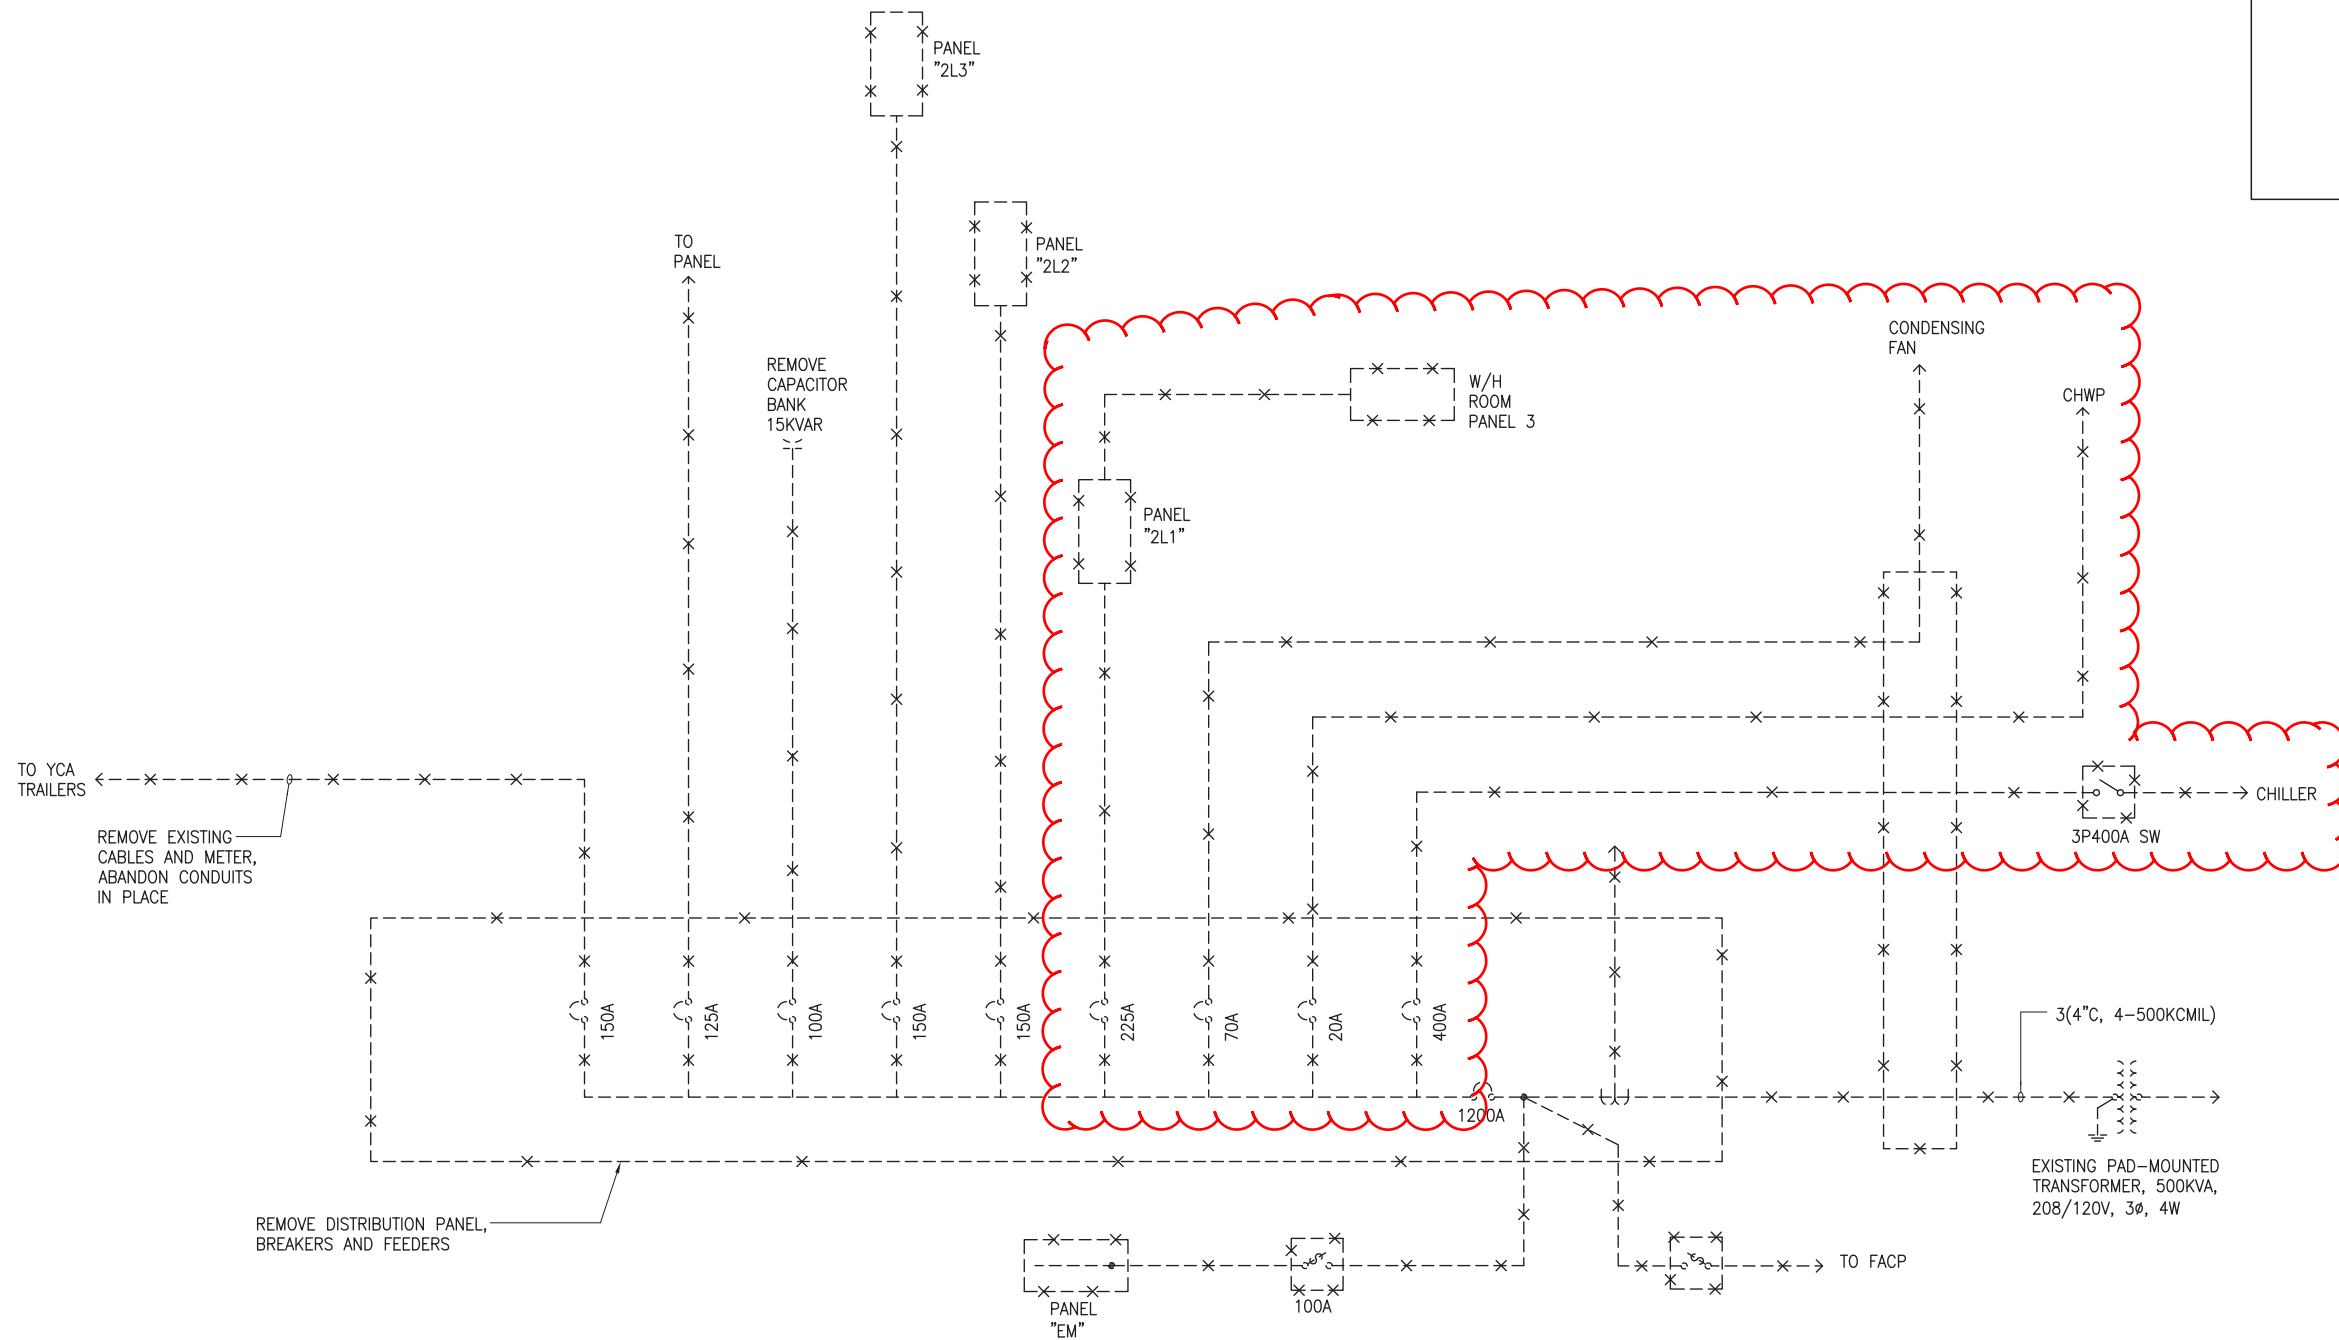 PANEL
"2L3"
TO
PANEL
PANEL
"2L2"
CONDENSING
FAN
REMOVE
CAPACITOR
BANK
15KVAR
W/H
ROOM
PANEL 3
CHWP
PANEL
"2L1"
TO YCA
TRAILERS
CHILLER
3P400A SW
REMOVE EXISTING
CABLES AND METER,
ABANDON CONDUITS
IN PLACE
150A
125A
100A
150A
150A
225A
70A
20A
400A
3(4"C, 4-500KCMIL)
1200A
EXISTING PAD-MOUNTED
TRANSFORMER, 500KVA,
208/120V, 3ø, 4W
REMOVE DISTRIBUTION PANEL,
BREAKERS AND FEEDERS
TO FACP
100A
PANEL
"EM"